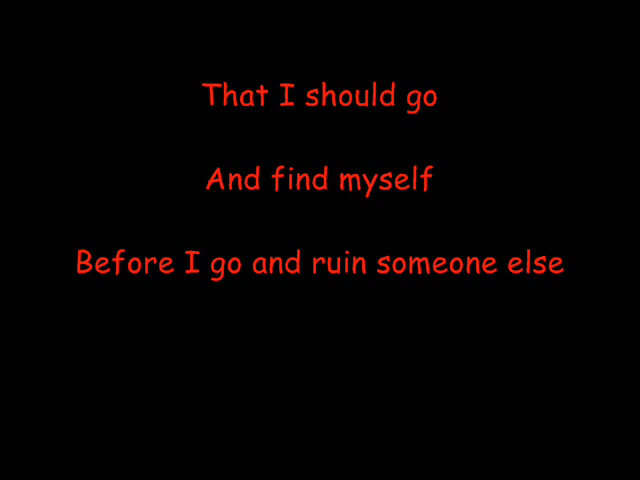 That I should go
And find myself
Before I go and ruin someone else